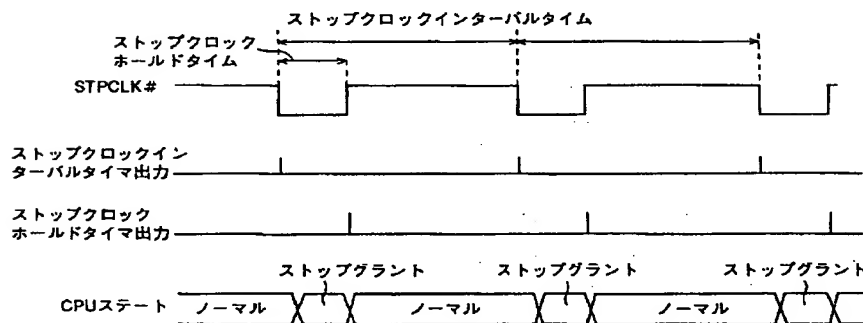 ストップクロックインターバルタイム
ストップクロック
ホールドタイム
STPCLK#
ストップクロックイン
ターバルタイマ出力
ストップクロック
ホールドタイマ出力
ストップグラント ストップグラント ストップグラント
CPUステート ノーマル ノーマル ノーマル